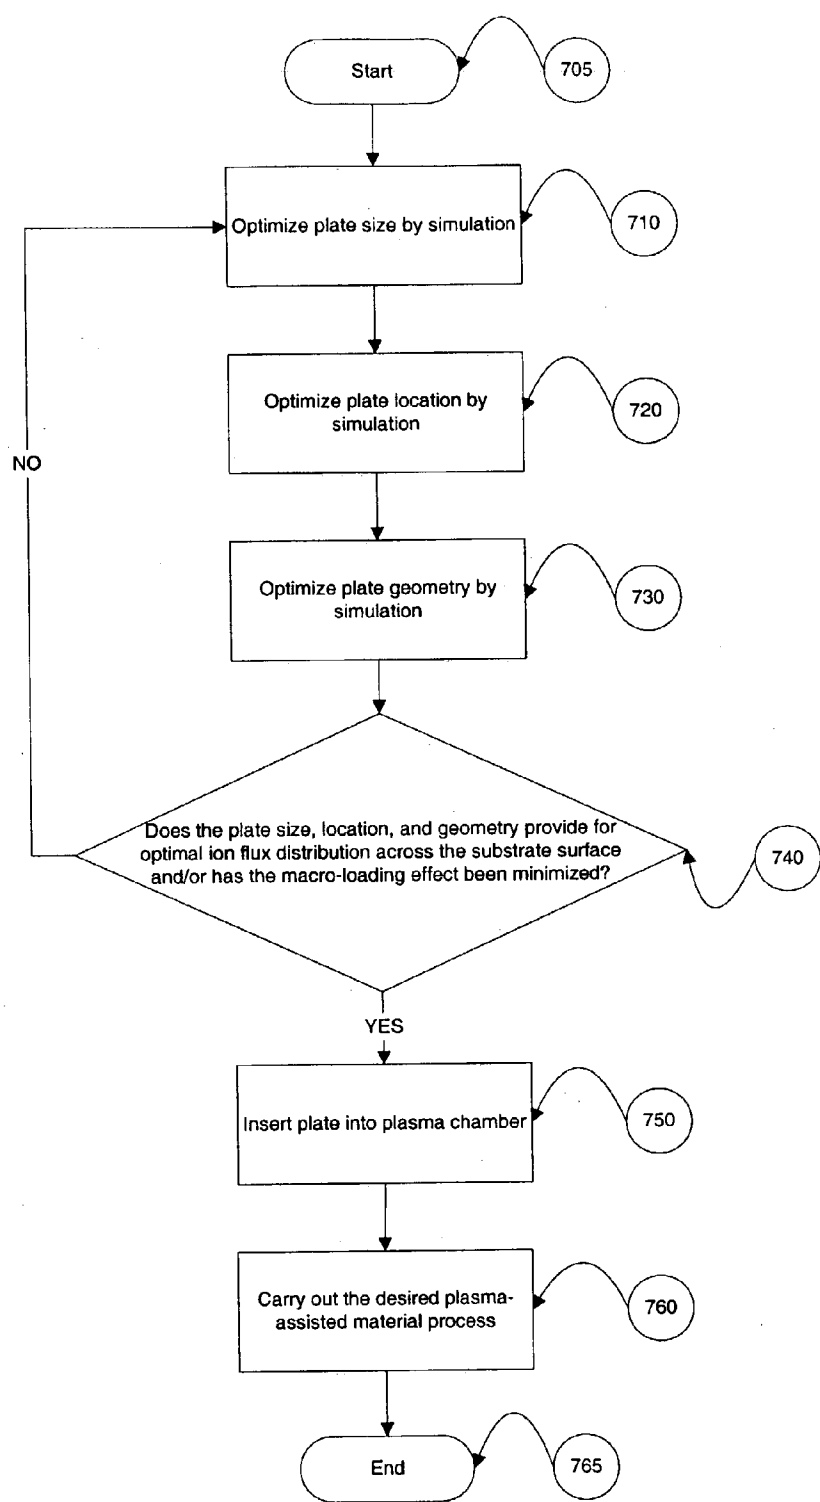 Start
705
Optimize plate size by simulation
710
Optimize plate location by
simulation
720
Optimize plate geometry by
simulation
730
NO
Does the plate size, location, and geometry provide for
optimal ion flux distribution across the substrate surface
and/or has the macro-loading effect been minimized?
740
YES
Insert plate into plasma chamber
750
Carry out the desired plasma-
assisted material process
760
End
765